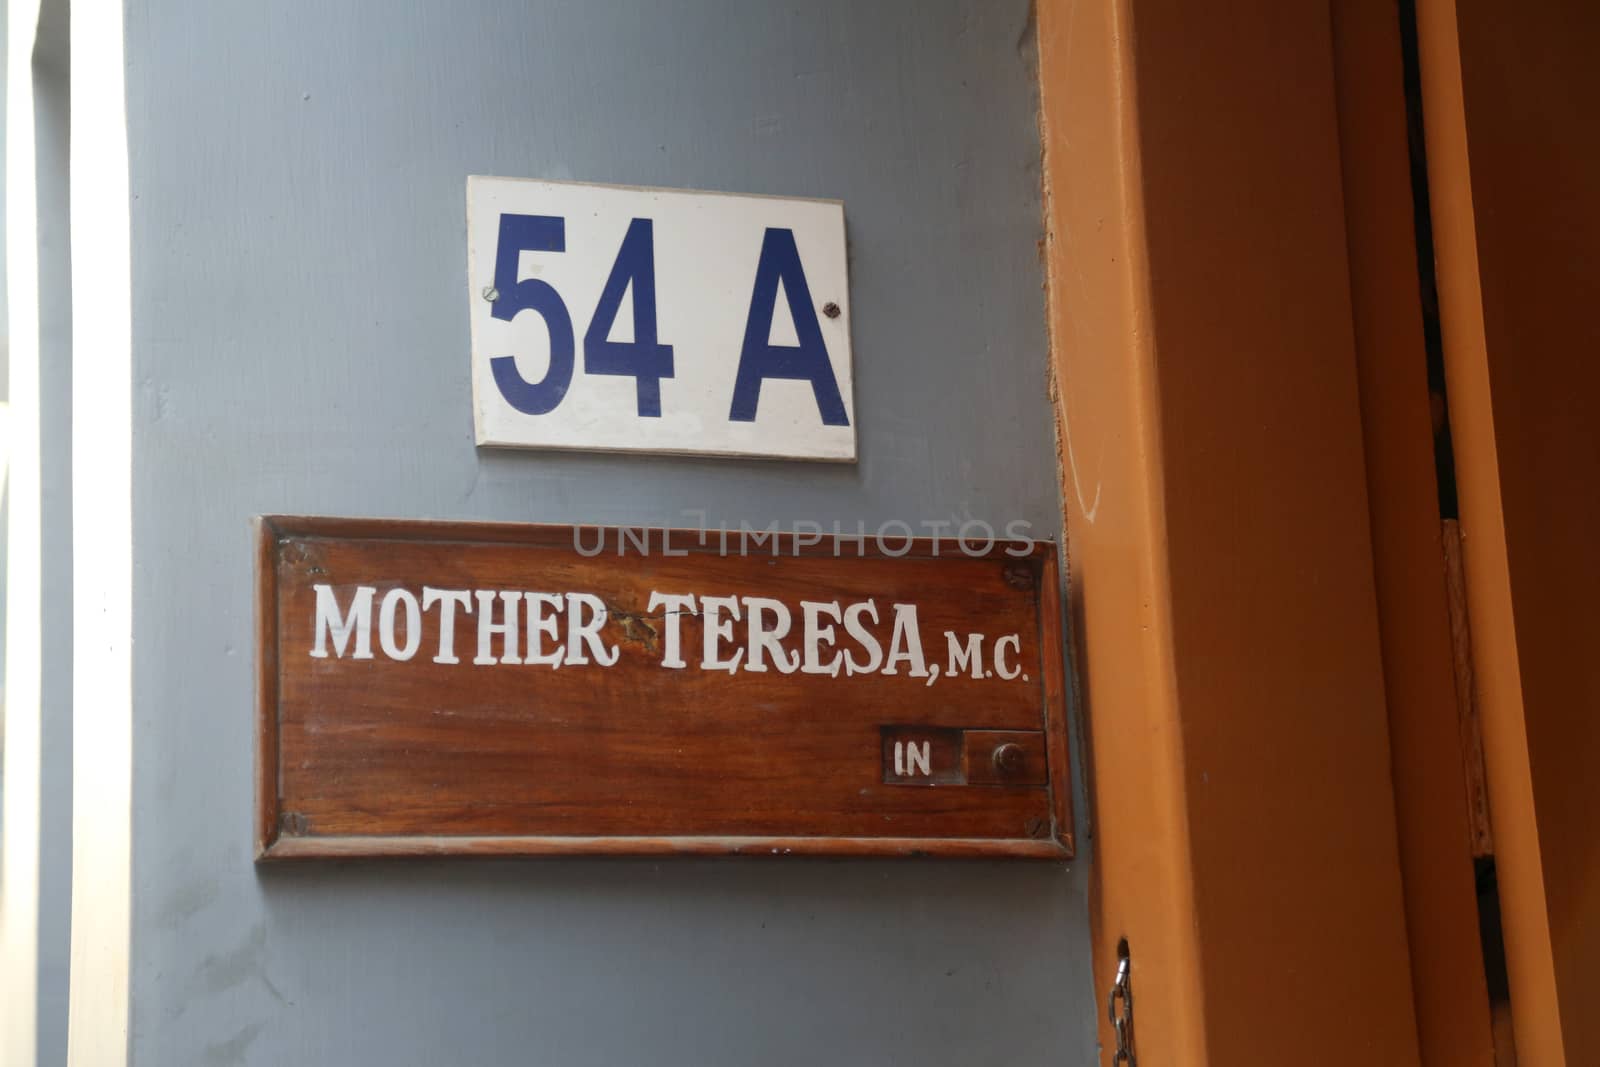 54 A
UNLIMPHOTOS
MOTHER TERESA, M.C.
IN